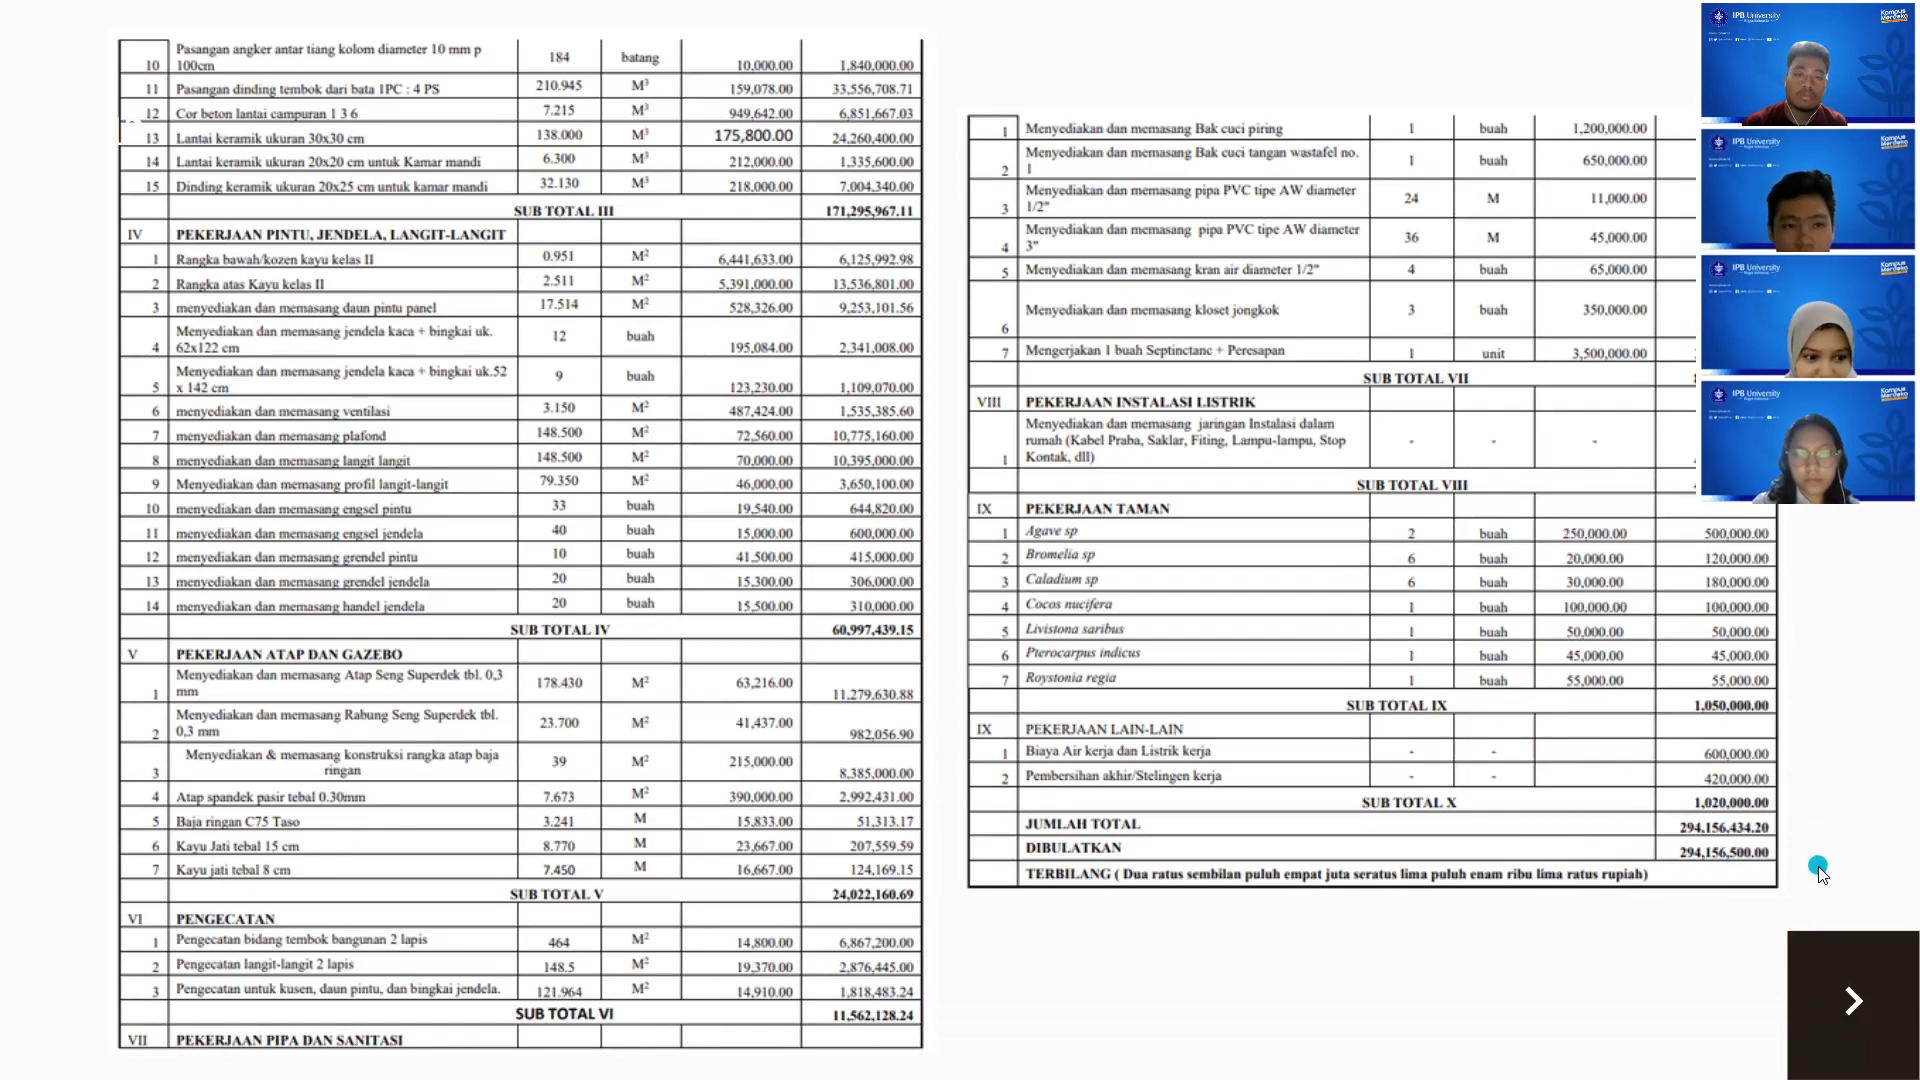 10 Pasangan angker antar tiang kolom diameter 10 mm p 100cm 184 batang 10,000.00 1,840,000.00
11 Pasangan dinding tembok dari bata 1PC : 4 PS 210.945 M³ 159,078.00 33,556,708.71
12 Cor beton lantai campuran 1 3 6 7.215 M³ 949,642.00 6,851,667.03
13 Lantai keramik ukuran 30x30 cm 138.000 M³ 175,800.00 24,260,400.00
14 Lantai keramik ukuran 20x20 cm untuk Kamar mandi 6.300 M³ 212,000.00 1,335,600.00
15 Dinding keramik ukuran 20x25 cm untuk kamar mandi 32.130 M³ 218,000.00 7,004,340.00
SUB TOTAL III 171,295,967.11
IV PEKERJAAN PINTU, JENDELA, LANGIT-LANGIT
1 Rangka bawah/kozen kayu kelas II 0.951 M² 6,441,633.00 6,125,992.98
2 Rangka atas Kayu kelas II 2.511 M² 5,391,000.00 13,536,801.00
3 menyediakan dan memasang daun pintu panel 17.514 M² 528,326.00 9,253,101.56
4 Menyediakan dan memasang jendela kaca + bingkai uk. 62x122 cm 12 buah 195,084.00 2,341,008.00
5 Menyediakan dan memasang jendela kaca + bingkai uk.52 x 142 cm 9 buah 123,230.00 1,109,070.00
6 menyediakan dan memasang ventilasi 3.150 M² 487,424.00 1,535,385.60
7 menyediakan dan memasang plafond 148.500 M² 72,560.00 10,775,160.00
8 menyediakan dan memasang langit langit 148.500 M² 70,000.00 10,395,000.00
9 Menyediakan dan memasang profil langit-langit 79.350 M² 46,000.00 3,650,100.00
10 menyediakan dan memasang engsel pintu 33 buah 19,540.00 644,820.00
11 menyediakan dan memasang engsel jendela 40 buah 15,000.00 600,000.00
12 menyediakan dan memasang grendel pintu 10 buah 41,500.00 415,000.00
13 menyediakan dan memasang grendel jendela 20 buah 15,300.00 306,000.00
14 menyediakan dan memasang handel jendela 20 buah 15,500.00 310,000.00
SUB TOTAL IV 60,997,439.15
V PEKERJAAN ATAP DAN GAZEBO
1 Menyediakan dan memasang Atap Seng Superdek tbl. 0,3 mm 178.430 M² 63,216.00 11,279,630.88
2 Menyediakan dan memasang Rabung Seng Superdek tbl. 0,3 mm 23.700 M² 41,437.00 982,056.90
3 Menyediakan & memasang konstruksi rangka atap baja ringan 39 M² 215,000.00 8,385,000.00
4 Atap spandek pasir tebal 0.30mm 7.673 M² 390,000.00 2,992,431.00
5 Baja ringan C75 Taso 3.241 M 15,833.00 51,313.17
6 Kayu Jati tebal 15 cm 8.770 M 23,667.00 207,559.59
7 Kayu jati tebal 8 cm 7.450 M 16,667.00 124,169.15
SUB TOTAL V 24,022,160.69
VI PENGECATAN
1 Pengecatan bidang tembok bangunan 2 lapis 464 M² 14,800.00 6,867,200.00
2 Pengecatan langit-langit 2 lapis 148.5 M² 19,370.00 2,876,445.00
3 Pengecatan untuk kusen, daun pintu, dan bingkai jendela. 121.964 M² 14,910.00 1,818,483.24
SUB TOTAL VI 11,562,128.24
VII PEKERJAAN PIPA DAN SANITASI
1 Menyediakan dan memasang Bak cuci piring 1 buah 1,200,000.00
2 Menyediakan dan memasang Bak cuci tangan wastafel no. 1 1 buah 650,000.00
3 Menyediakan dan memasang pipa PVC tipe AW diameter 1/2" 24 M 11,000.00
4 Menyediakan dan memasang pipa PVC tipe AW diameter 3" 36 M 45,000.00
5 Menyediakan dan memasang kran air diameter 1/2" 4 buah 65,000.00
6 Menyediakan dan memasang kloset jongkok 3 buah 350,000.00
7 Mengerjakan 1 buah Septinctanc + Peresapan 1 unit 3,500,000.00
SUB TOTAL VII
VIII PEKERJAAN INSTALASI LISTRIK
1 Menyediakan dan memasang jaringan Instalasi dalam rumah (Kabel Praba, Saklar, Fiting, Lampu-lampu, Stop Kontak, dll) - - -
SUB TOTAL VIII
IX PEKERJAAN TAMAN
1 Agave sp 2 buah 250,000.00 500,000.00
2 Bromelia sp 6 buah 20,000.00 120,000.00
3 Caladium sp 6 buah 30,000.00 180,000.00
4 Cocos nucifera 1 buah 100,000.00 100,000.00
5 Livistona saribus 1 buah 50,000.00 50,000.00
6 Pterocarpus indicus 1 buah 45,000.00 45,000.00
7 Roystonia regia 1 buah 55,000.00 55,000.00
SUB TOTAL IX 1,050,000.00
IX PEKERJAAN LAIN-LAIN
1 Biaya Air kerja dan Listrik kerja - - 600,000.00
2 Pembersihan akhir/Stelingen kerja - - 420,000.00
SUB TOTAL X 1,020,000.00
JUMLAH TOTAL 294,156,434.20
DIBULATKAN 294,156,500.00
TERBILANG ( Dua ratus sembilan puluh empat juta seratus lima puluh enam ribu lima ratus rupiah)
IPB University Kampus Merdeka
IPB University Kampus Merdeka
IPB University Kampus Merdeka
IPB University Kampus Merdeka